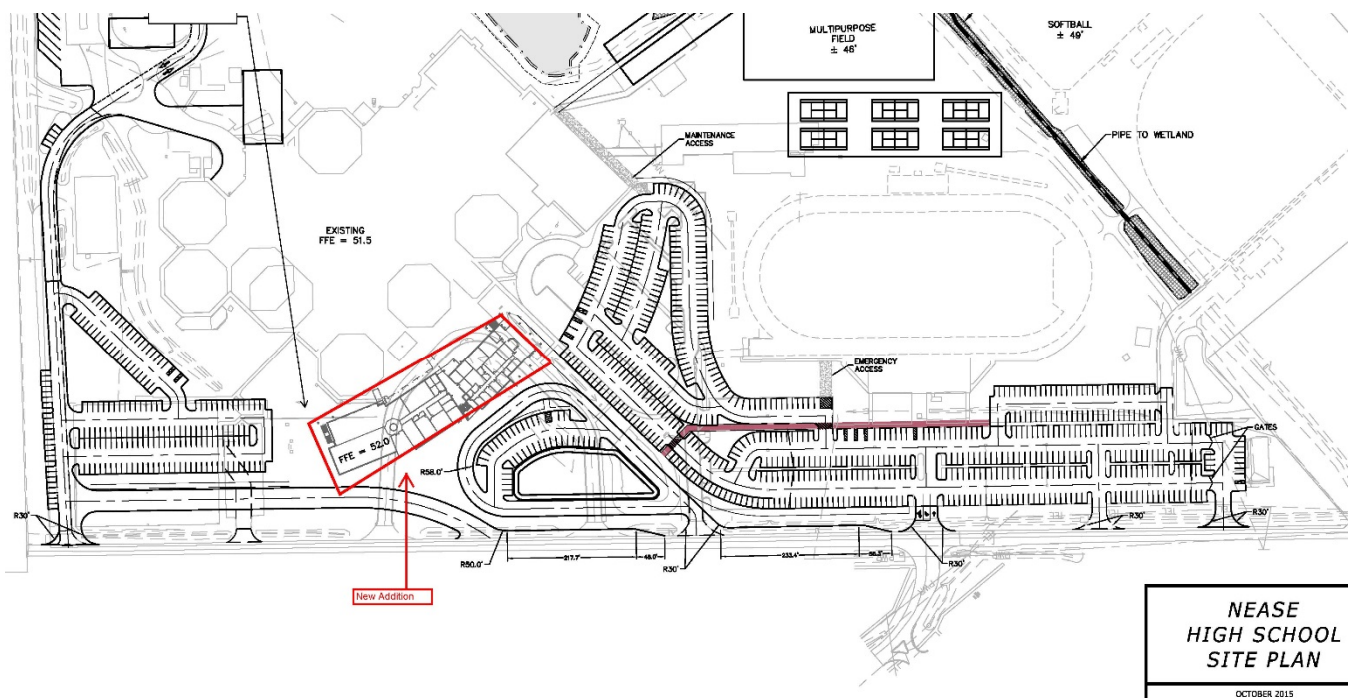 MULTIPURPOSE
FIELD
± 46'
SOFTBALL
± 49'
MAINTENANCE
ACCESS
PIPE TO WETLAND
EXISTING
FFE = 51.5
EMERGENCY
ACCESS
FFE = 52.0
GATES
R58.0'
R30'
R50.0'
217.7'
48.0'
R30'
233.4'
R30'
R30'
R30'
New Addition
NEASE
HIGH SCHOOL
SITE PLAN
OCTOBER 2015